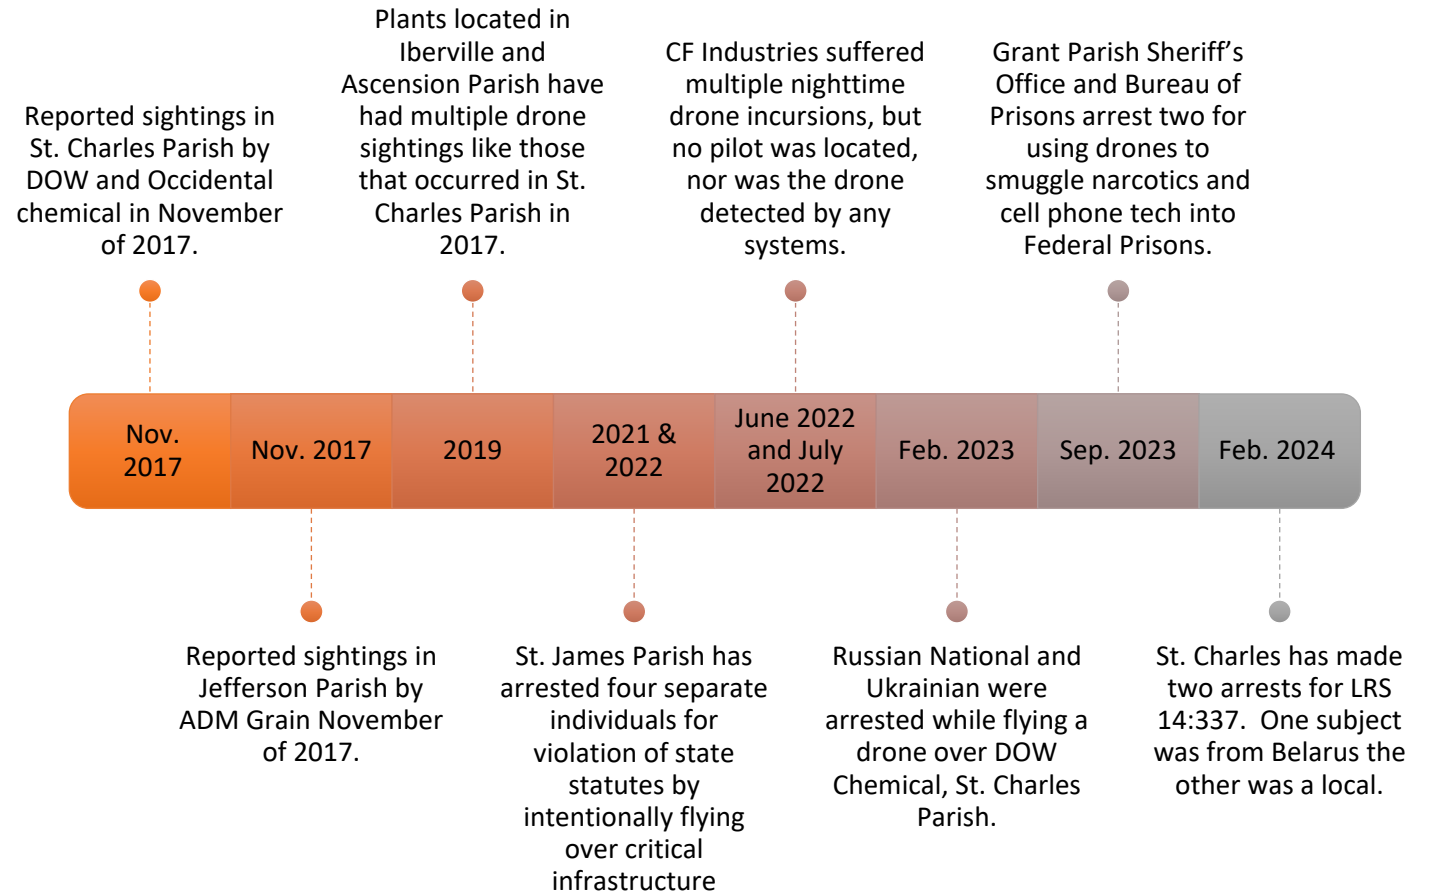 Reported sightings in
St. Charles Parish by
DOW and Occidental
chemical in November
of 2017.
Plants located in
Iberville and
Ascension Parish have
had multiple drone
sightings like those
that occurred in St.
Charles Parish in
2017.
CF Industries suffered
multiple nighttime
drone incursions, but
no pilot was located,
nor was the drone
detected by any
systems.
Grant Parish Sheriff’s
Office and Bureau of
Prisons arrest two for
using drones to
smuggle narcotics and
cell phone tech into
Federal Prisons.
Nov.
2017
Nov. 2017
2019
2021 &
2022
June 2022
and July
2022
Feb. 2023
Sep. 2023
Feb. 2024
Reported sightings in
Jefferson Parish by
ADM Grain November
of 2017.
St. James Parish has
arrested four separate
individuals for
violation of state
statutes by
intentionally flying
over critical
infrastructure
Russian National and
Ukrainian were
arrested while flying a
drone over DOW
Chemical, St. Charles
Parish.
St. Charles has made
two arrests for LRS
14:337.  One subject
was from Belarus the
other was a local.